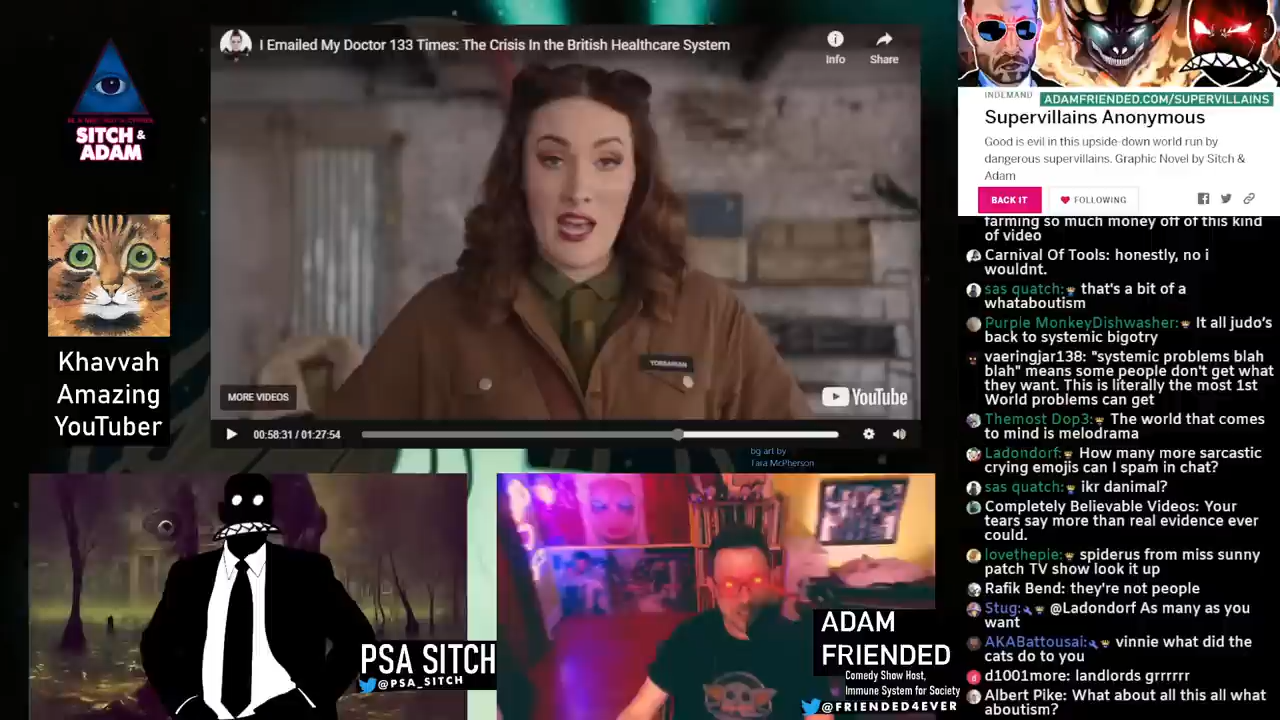 I Emailed My Doctor 133 Times: The Crisis In the British Healthcare System
Info
Share
SITCH &
ADAM
Khavvah
Amazing
YouTuber
MORE VIDEOS
YouTube
00:58:31 / 01:27:54
bg art by
Tara McPherson
PSA SITCH
@PSA_SITCH
ADAM
FRIENDED
Comedy Show Host,
Immune System for Society
@FRIENDED4EVER
INDEMAND
ADAMFRIENDED.COM/SUPERVILLAINS
Supervillains Anonymous
Good is evil in this upside-down world run by
dangerous supervillains. Graphic Novel by Sitch &
Adam
BACK IT
FOLLOWING
farming so much money off of this kind
of video
Carnival Of Tools: honestly, no i
wouldnt.
sas quatch: that's a bit of a
whataboutism
Purple MonkeyDishwasher: It all judo's
back to systemic bigotry
vaeringjar138: "systemic problems blah
blah" means some people don't get what
they want. This is literally the most 1st
World problems can get
Themost Dop3: The world that comes
to mind is melodrama
Ladondorf: How many more sarcastic
crying emojis can I spam in chat?
sas quatch: ikr danimal?
Completely Believable Videos: Your
tears say more than real evidence ever
could.
lovethepie: spiderus from miss sunny
patch TV show look it up
Rafik Bend: they're not people
Stug: @Ladondorf As many as you
want
AKABattousai: vinnie what did the
cats do to you
d1001more: landlords grrrrrr
Albert Pike: What about all this all what
aboutism?